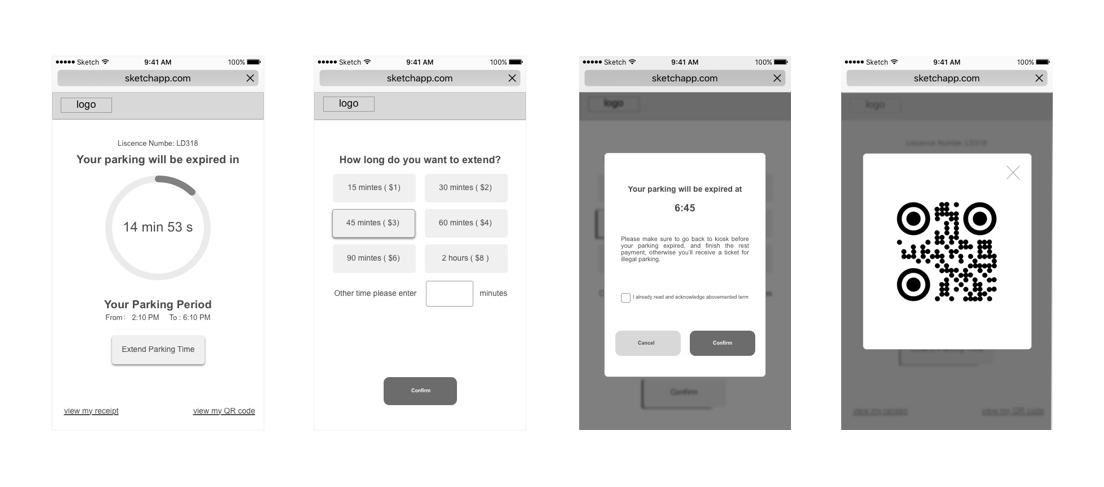 Sketch 9:41 AM 100%
sketchapp.com
logo
Liscence Numbe: LD318
Your parking will be expired in
14 min 53 s
Your Parking Period
From: 2:10 PM To : 6:10 PM
Extend Parking Time
view my receipt view my QR code
Sketch 9:41 AM 100%
sketchapp.com
logo
How long do you want to extend?
15 mintes ( $1) 30 mintes ( $2)
45 mintes ( $3) 60 mintes ( $4)
90 mintes ( $6) 2 hours ( $8 )
Other time please enter minutes
Confirm
Sketch 9:41 AM 100%
sketchapp.com
logo
Your parking will be expired at
6:45
Please make sure to go back to kiosk before
your parking expired, and finish the rest
payment, otherwise you'll receive a ticket for
illegal parking.
I already read and acknowledge abovemented term
Cancel Confirm
Confirm
Sketch 9:41 AM 100%
sketchapp.com
logo
Liscence Numbe: LD318
view my receipt view my QR code